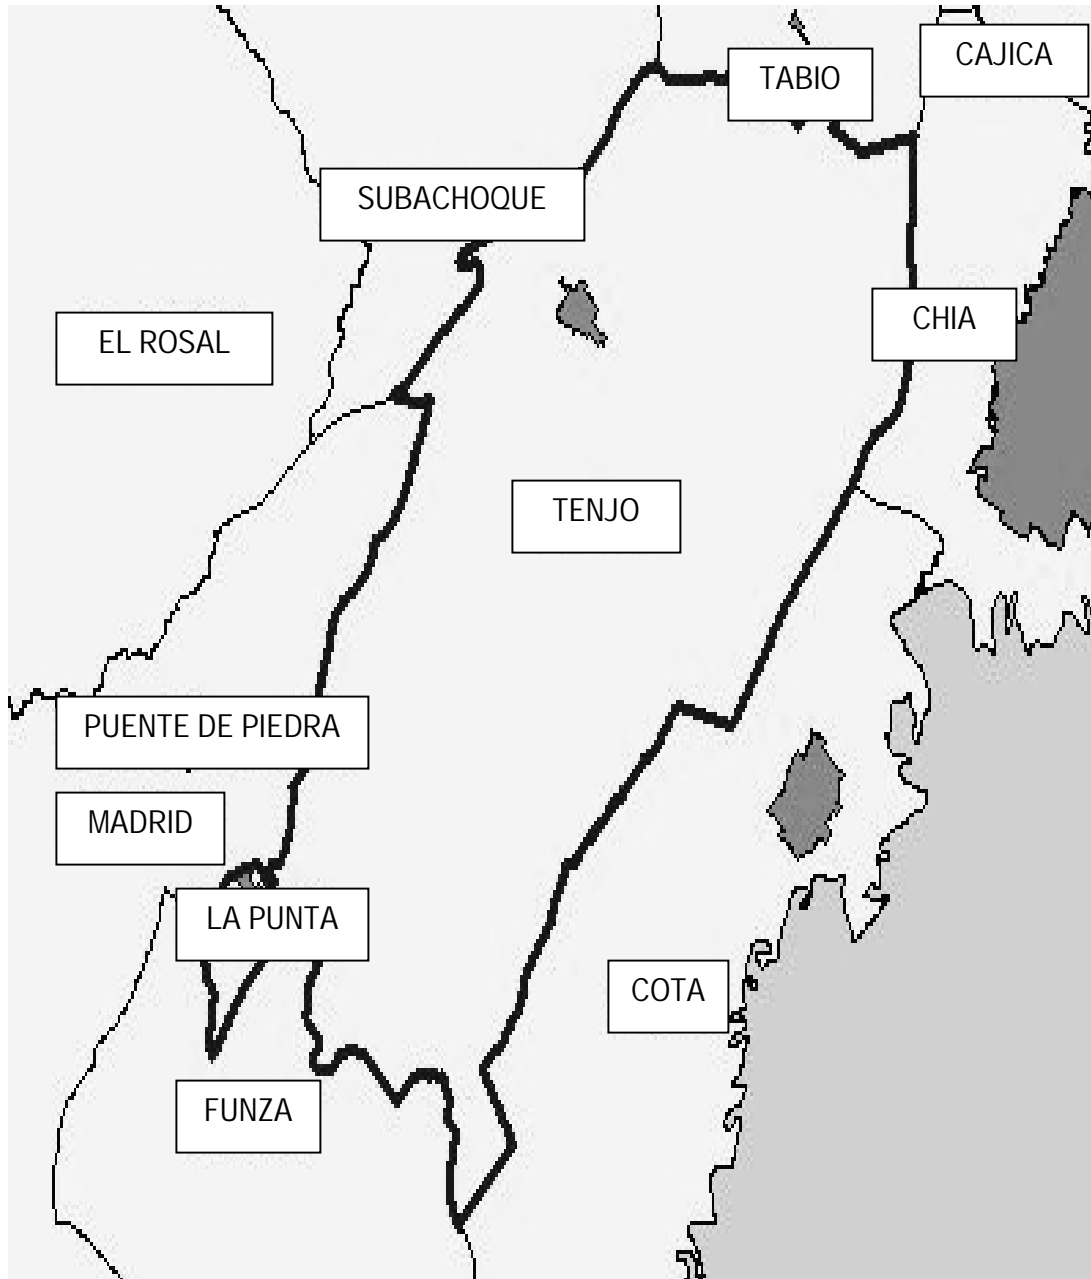 CAJICA
TABIO
SUBACHOQUE
CHIA
EL ROSAL
TENJO
PUENTE DE PIEDRA
MADRID
LA PUNTA
COTA
FUNZA